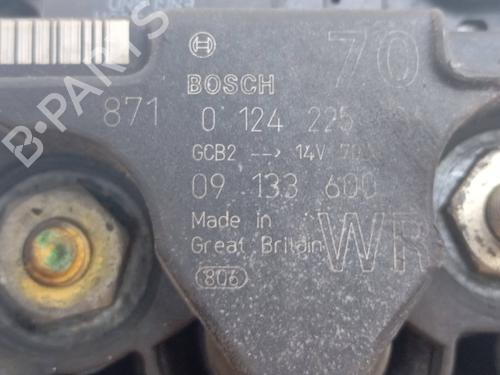 70
BOSCH
871 0 124 225
GCB2 --> 14V
09 133 600
Made in
Great Britain
WR
806
B-PARTS